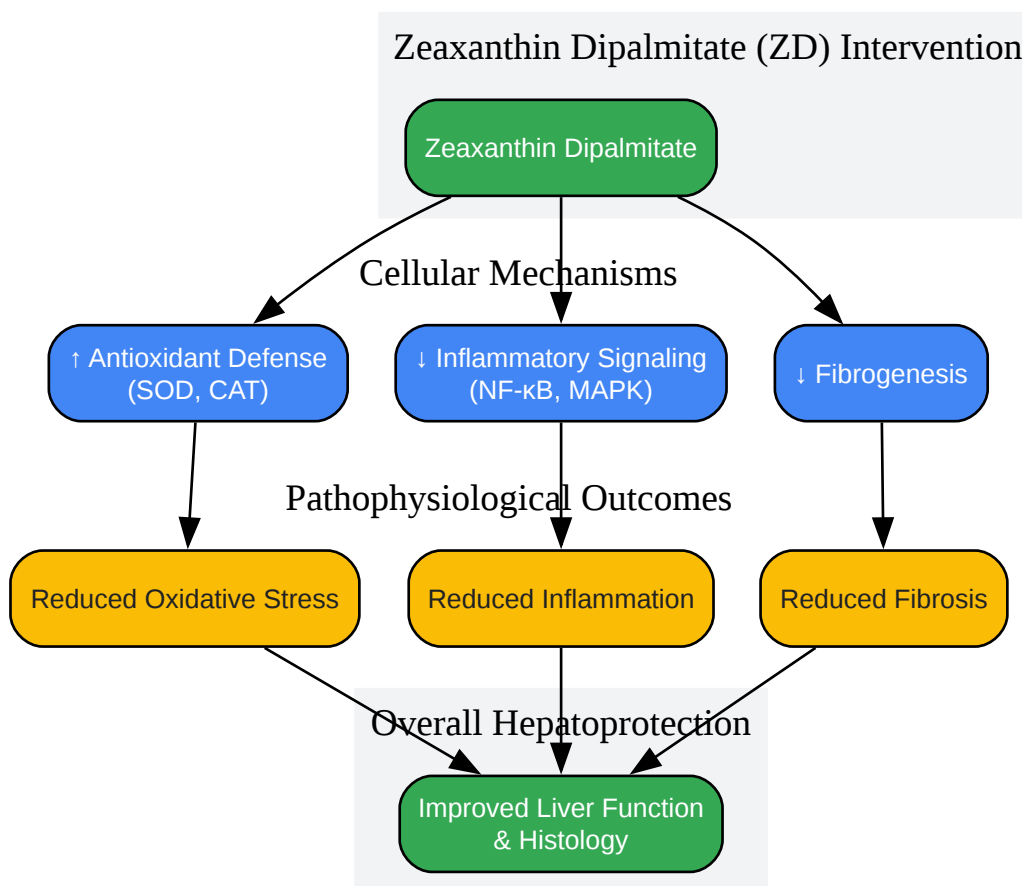 Zeaxanthin Dipalmitate (ZD) Intervention
Zeaxanthin Dipalmitate
Cellular Mechanisms
↑ Antioxidant Defense
(SOD, CAT)
↓ Inflammatory Signaling
(NF-κB, MAPK)
↓ Fibrogenesis
Pathophysiological Outcomes
Reduced Oxidative Stress
Reduced Inflammation
Reduced Fibrosis
Overall Hepatoprotection
Improved Liver Function
& Histology